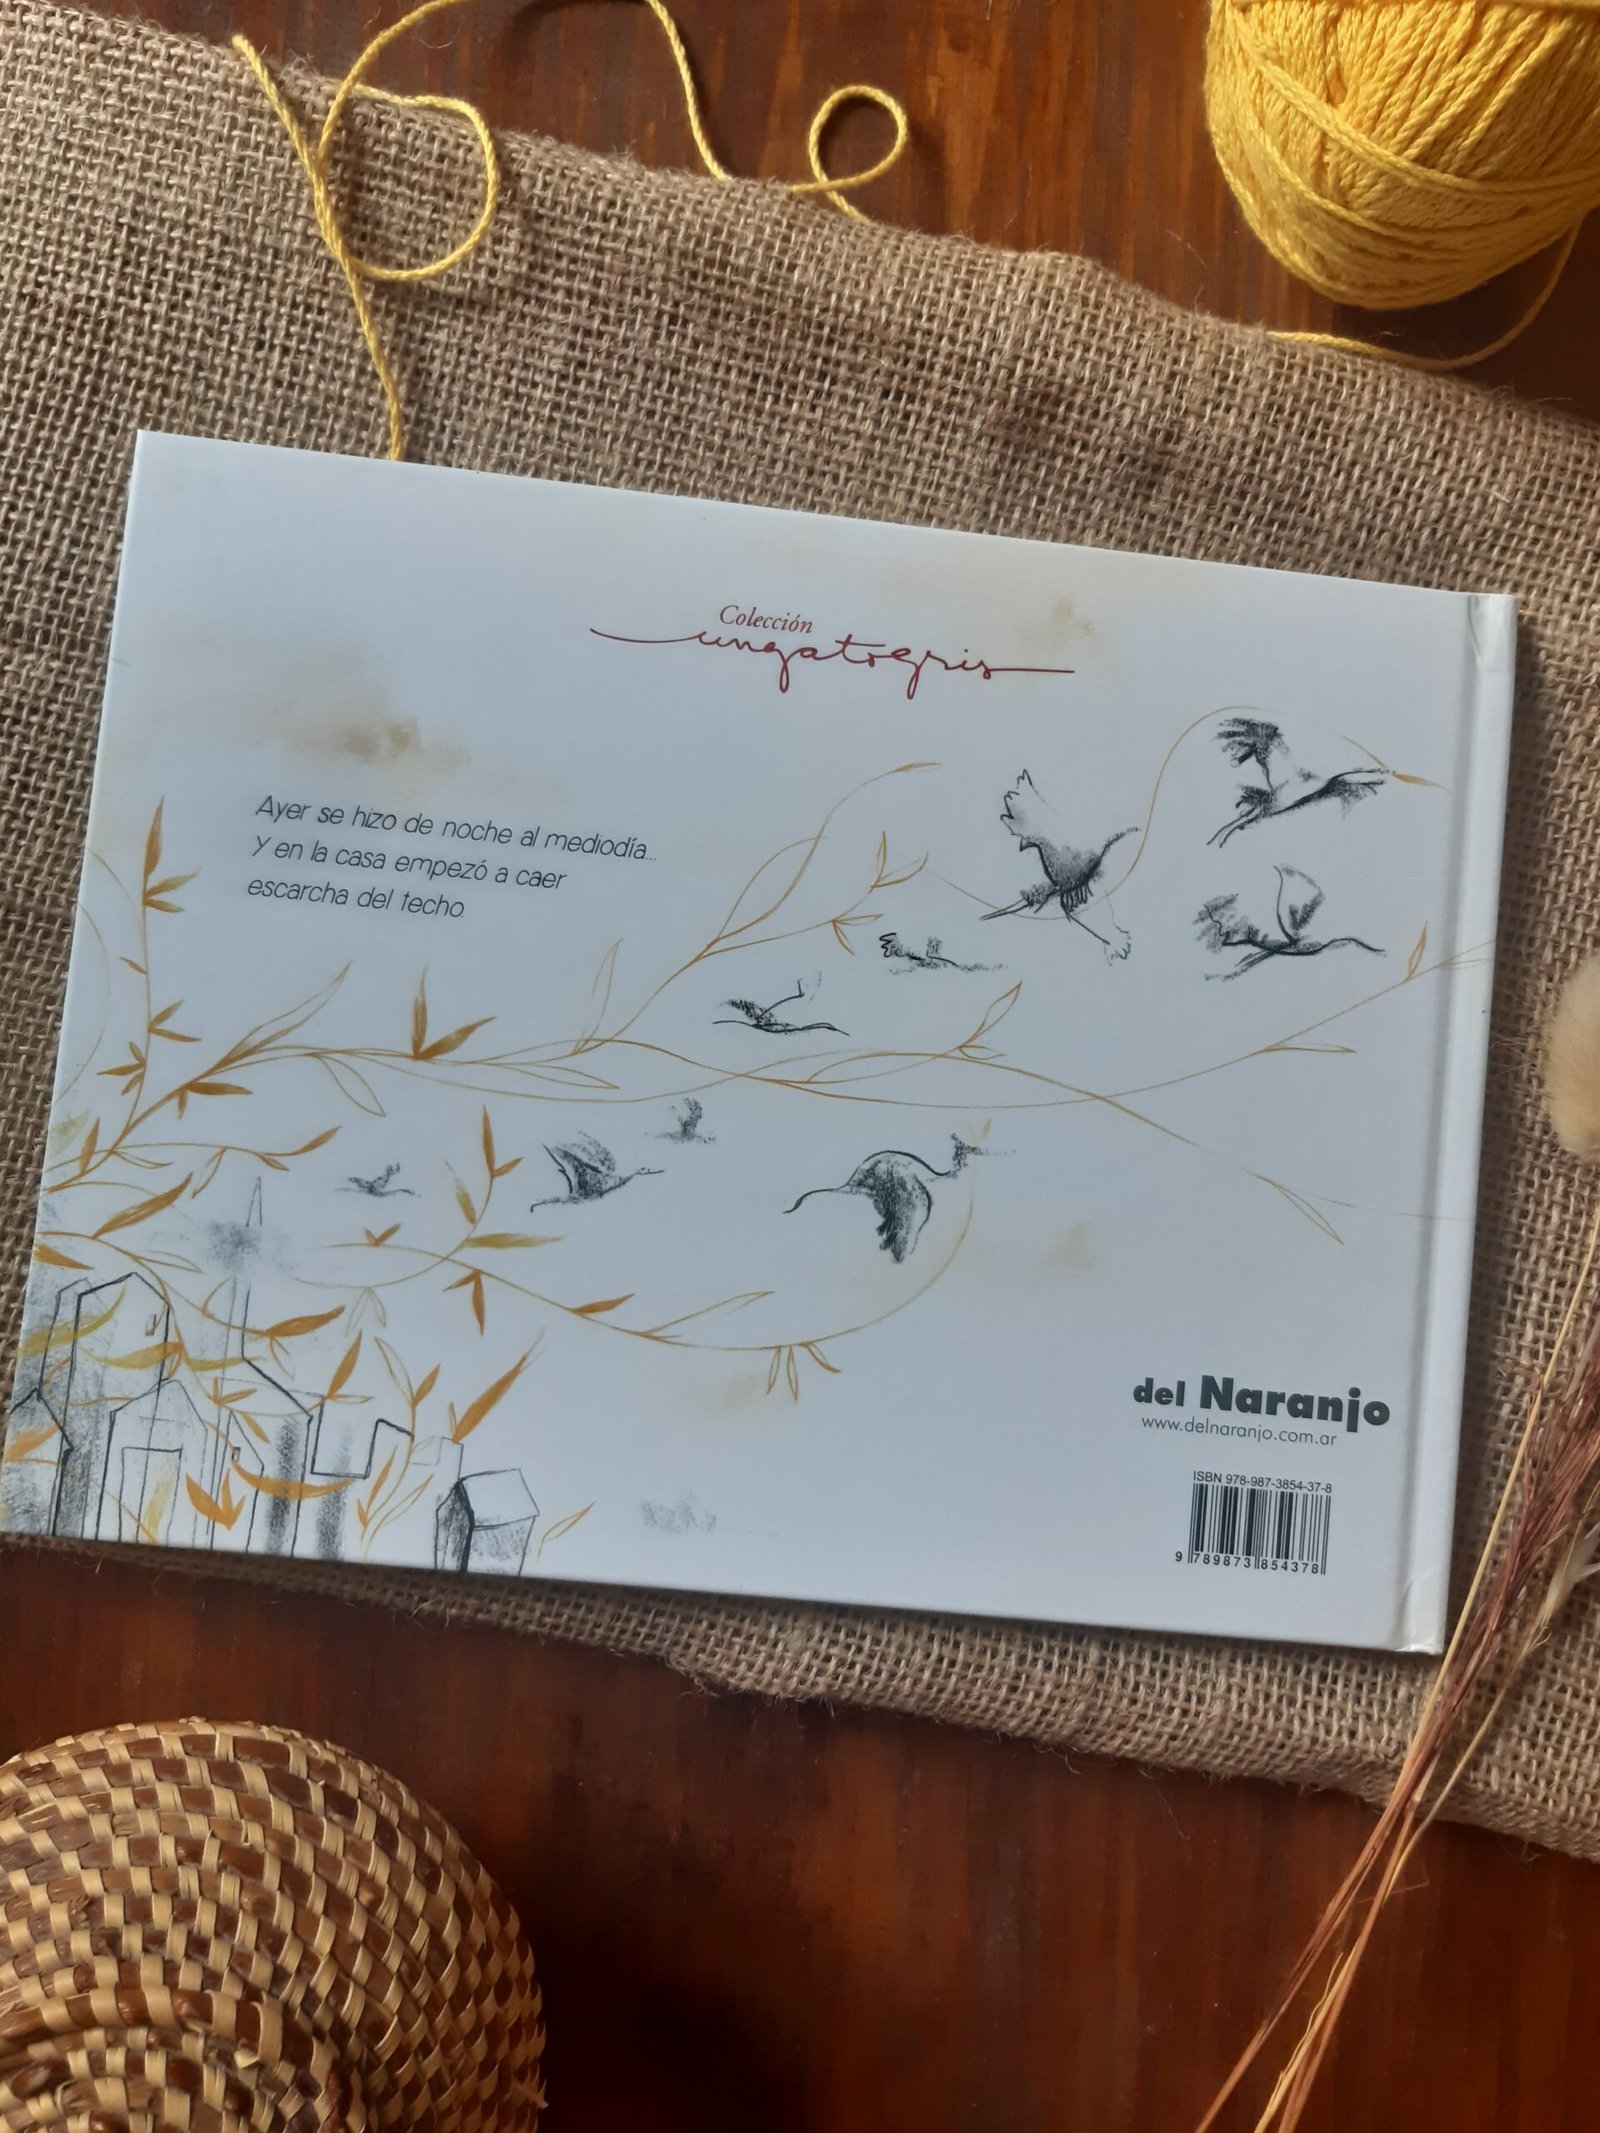 Colección
ungatogris
Ayer se hizo de noche al mediodía...
Y en la casa empezó a caer
escarcha del techo.
del Naranjo
www.delnaranjo.com.ar
ISBN 978-987-3854-37-8
9 789873 854378